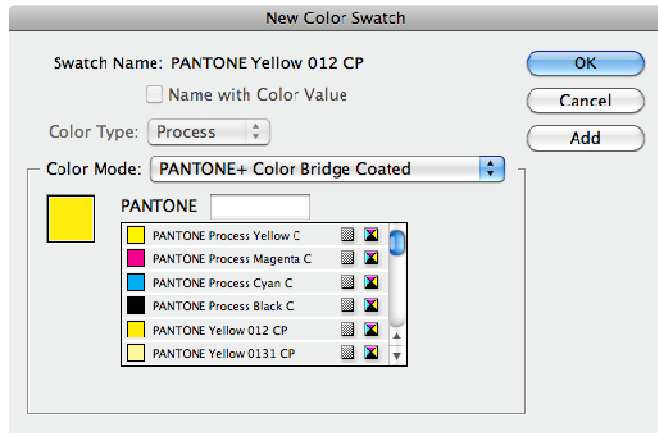 New Color Swatch
Swatch Name: PANTONE Yellow 012 CP
OK
Name with Color Value
Cancel
Color Type: Process
Add
Color Mode: PANTONE+ Color Bridge Coated
PANTONE
PANTONE Process Yellow C
PANTONE Process Magenta C
PANTONE Process Cyan C
PANTONE Process Black C
PANTONE Yellow 012 CP
PANTONE Yellow 0131 CP